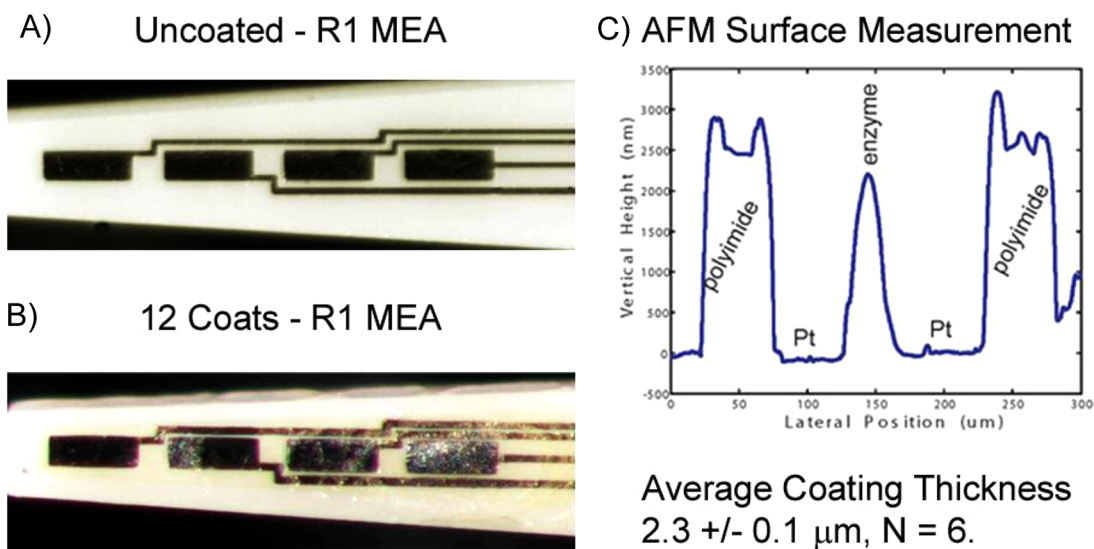 A) Uncoated - R1 MEA
B) 12 Coats - R1 MEA
C) AFM Surface Measurement
3500
3000
2500
2000
1500
1000
500
0
-500
Vertical Height (nm)
polyimide
Pt
enzyme
Pt
polyimide
0 50 100 150 200 250 300
Lateral Position (um)
Average Coating Thickness
2.3 +/- 0.1 μm, N = 6.